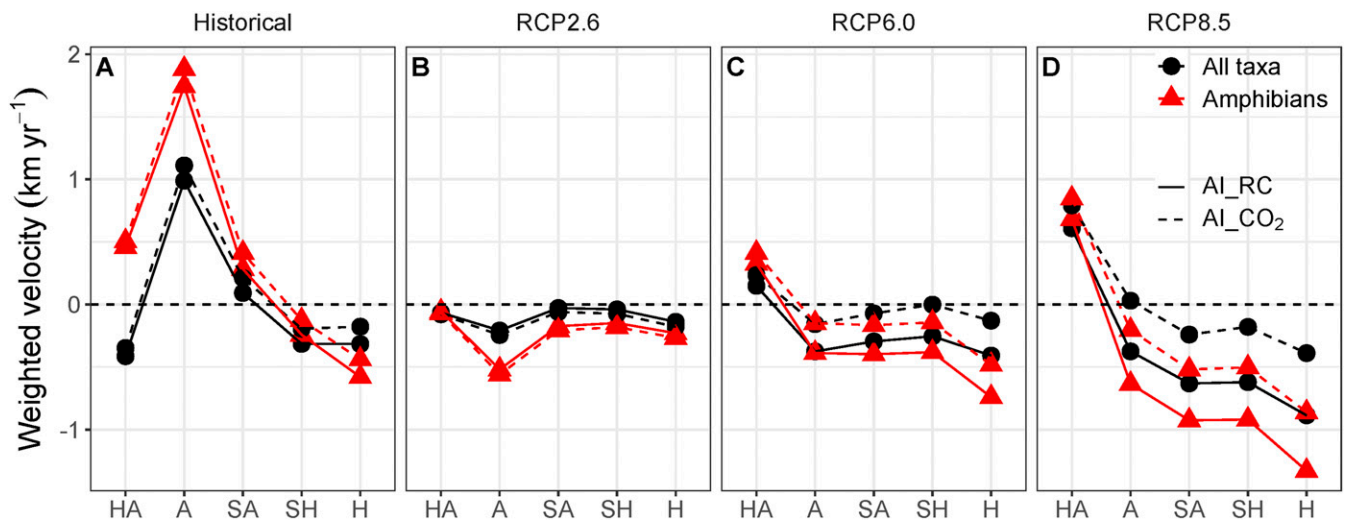 Historical
RCP2.6
RCP6.0
RCP8.5
Weighted velocity (km yr⁻¹)
2
1
0
-1
A
B
C
D
All taxa
Amphibians
AI_RC
AI_CO₂
HA A SA SH H
HA A SA SH H
HA A SA SH H
HA A SA SH H